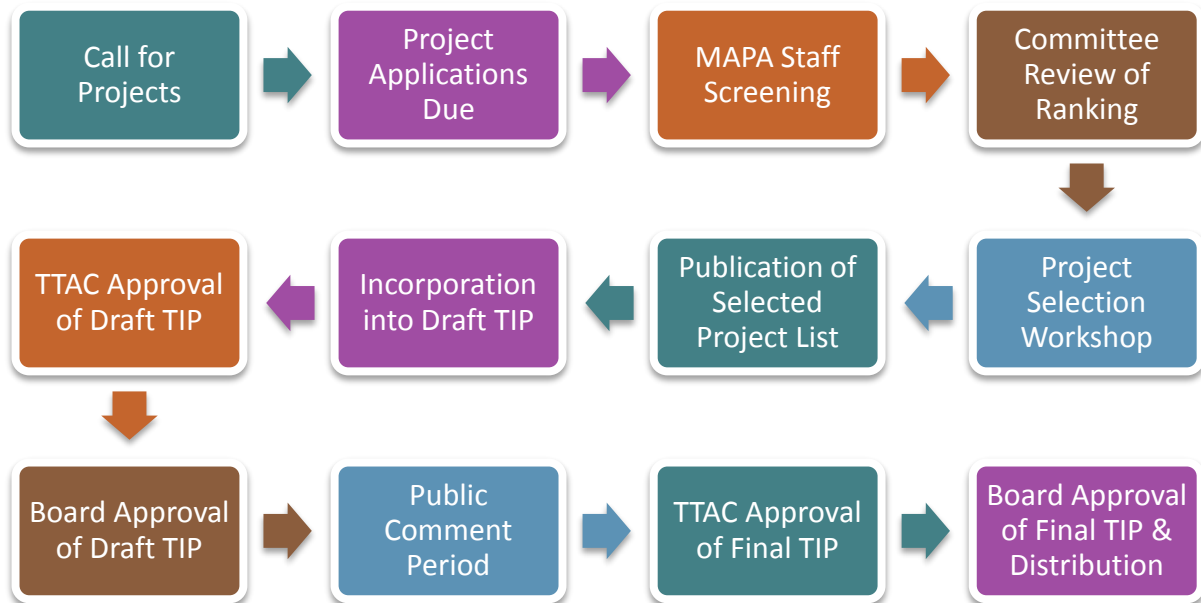 Call for
Projects
Project
Applications
Due
MAPA Staff
Screening
Committee
Review of
Ranking
Project
Selection
Workshop
Publication of
Selected
Project List
Incorporation
into Draft TIP
TTAC Approval
of Draft TIP
Board Approval
of Draft TIP
Public
Comment
Period
TTAC Approval
of Final TIP
Board Approval
of Final TIP &
Distribution